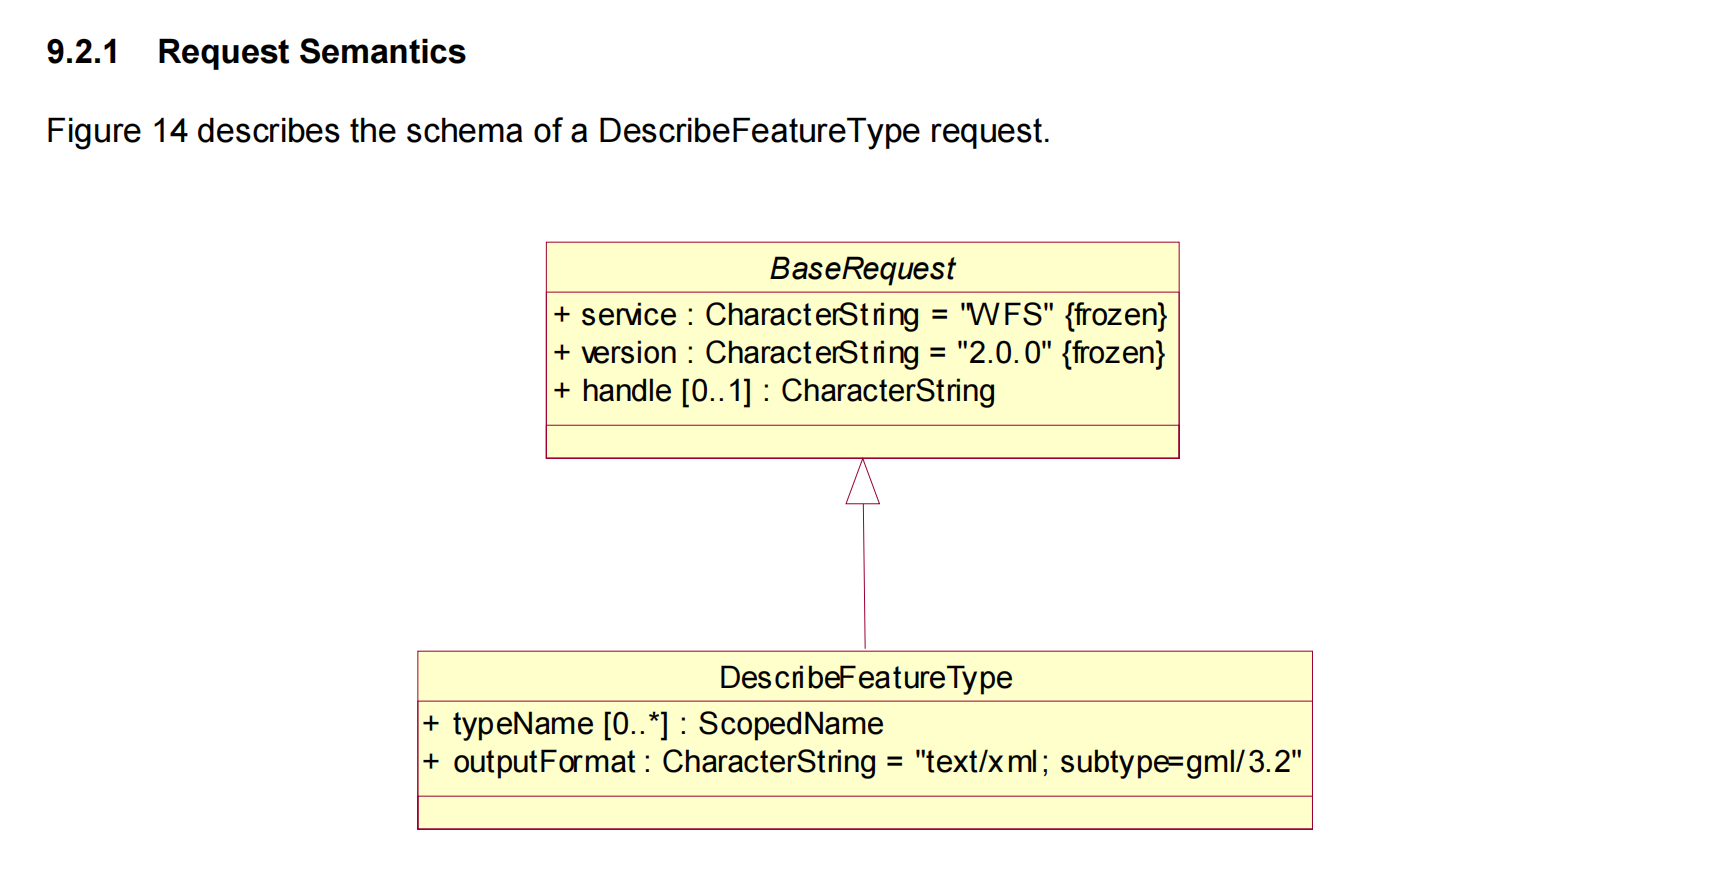 9.2.1 Request Semantics
Figure 14 describes the schema of a DescribeFeatureType request.
BaseRequest
+ service : CharacterString = "WFS" {frozen}
+ version : CharacterString = "2.0.0" {frozen}
+ handle [0..1] : CharacterString
DescribeFeatureType
+ typeName [0..*] : ScopedName
+ outputFormat : CharacterString = "text/xml; subtype=gml/3.2"